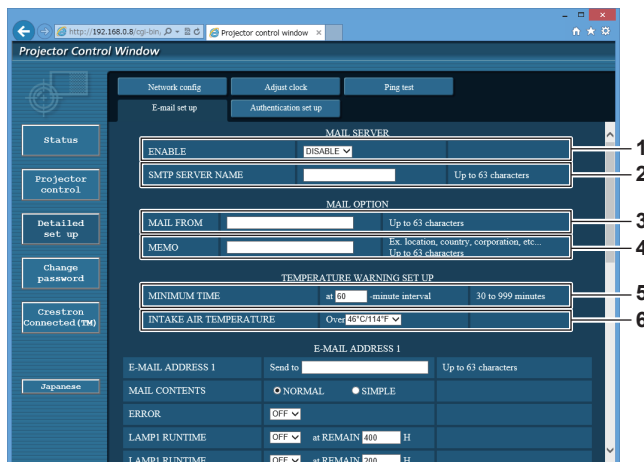 http://192.168.0.8/cgi-bin,
Projector control window
Projector Control Window
Network config Adjust clock Ping test
E-mail set up Authentication set up
Status
Projector control
Detailed set up
Change password
Crestron Connected(TM)
Japanese
MAIL SERVER
ENABLE DISABLE 1
SMTP SERVER NAME Up to 63 characters 2
MAIL OPTION
MAIL FROM Up to 63 characters 3
MEMO Ex. location, country, corporation, etc... 4
Up to 63 characters
TEMPERATURE WARNING SET UP
MINIMUM TIME at 60 -minute interval 30 to 999 minutes 5
INTAKE AIR TEMPERATURE Over 46°C/114°F 6
E-MAIL ADDRESS 1
E-MAIL ADDRESS 1 Send to Up to 63 characters
MAIL CONTENTS NORMAL SIMPLE
ERROR OFF
LAMP1 RUNTIME OFF at REMAIN 400 H
LAMP1 RUNTIME OFF at REMAIN 200 H